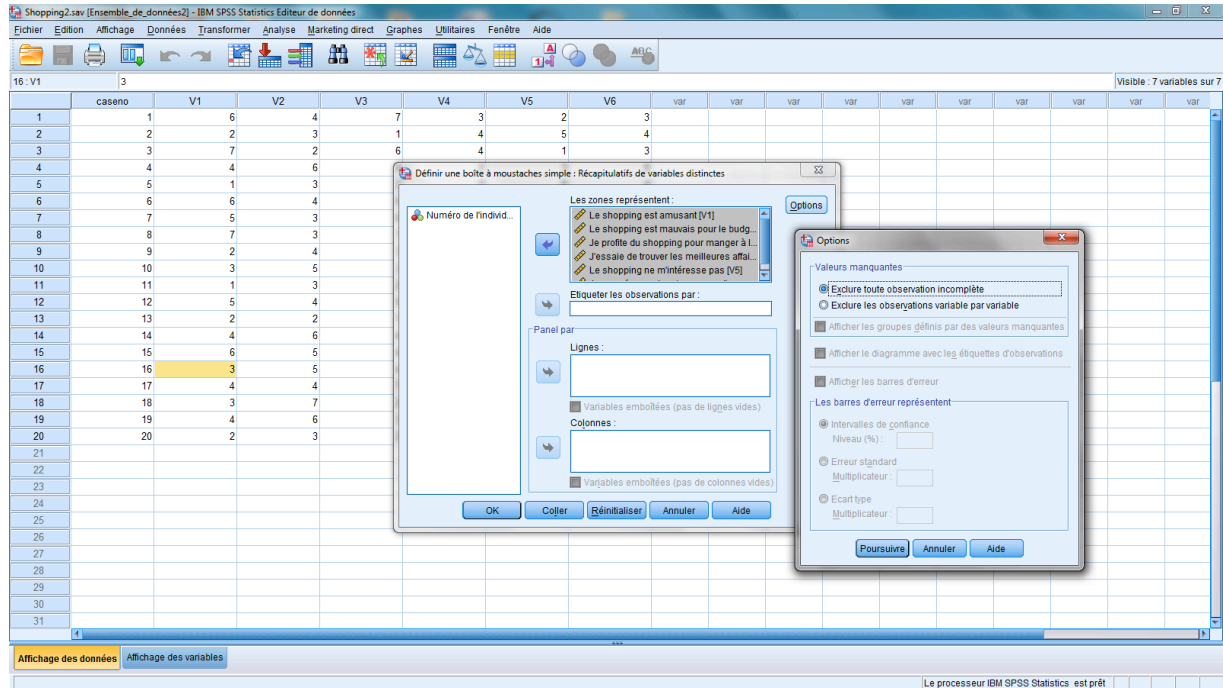 Shopping2.sav [Ensemble_de_données2] - IBM SPSS Statistics Editeur de données
Fichier Edition Affichage Données Transformer Analyse Marketing direct Graphes Utilitaires Fenêtre Aide
16 : V1 3 Visible : 7 variables sur 7
caseno V1 V2 V3 V4 V5 V6 var var var var var var var var var var
1 1 6 4 7 3 2 3
2 2 2 3 1 4 5 4
3 3 7 2 6 4 1 3
4 4 4 6
5 5 1 3
6 6 6 4
7 7 5 3
8 8 7 3
9 9 2 4
10 10 3 5
11 11 1 3
12 12 5 4
13 13 2 2
14 14 4 6
15 15 6 5
16 16 3 5
17 17 4 4
18 18 3 7
19 19 4 6
20 20 2 3
21
22
23
24
25
26
27
28
29
30
31
Définir une boîte à moustaches simple : Récapitulatifs de variables distinctes
Numéro de l'individ...
Les zones représentent :
Le shopping est amusant [V1]
Le shopping est mauvais pour le budg...
Je profite du shopping pour manger à l...
J'essaie de trouver les meilleures affai...
Le shopping ne m'intéresse pas [V5]
Options
Etiqueter les observations par :
Panel par
Lignes :
Variables emboîtées (pas de lignes vides)
Colonnes :
Variables emboîtées (pas de colonnes vides)
OK Coller Réinitialiser Annuler Aide
Options
Valeurs manquantes
Exclure toute observation incomplète
Exclure les observations variable par variable
Afficher les groupes définis par des valeurs manquantes
Afficher le diagramme avec les étiquettes d'observations
Afficher les barres d'erreur
Les barres d'erreur représentent
Intervalles de confiance
Niveau (%) :
Erreur standard
Multiplicateur :
Ecart type
Multiplicateur :
Poursuivre Annuler Aide
Affichage des données Affichage des variables
Le processeur IBM SPSS Statistics est prêt